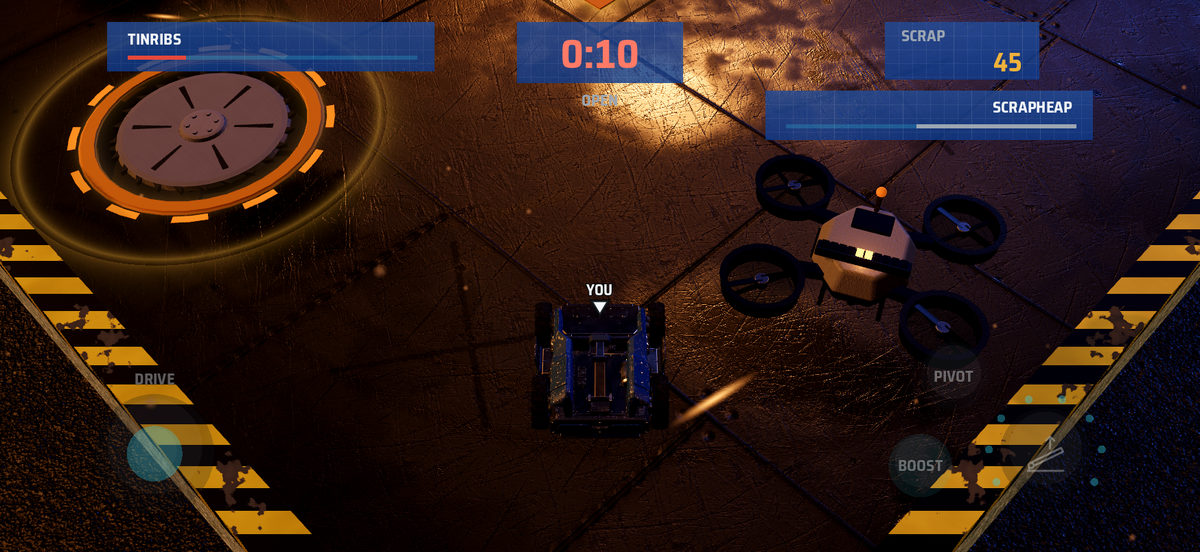 TINRIBS
0:10
OPEN
SCRAP
45
SCRAPHEAP
YOU
DRIVE
PIVOT
BOOST